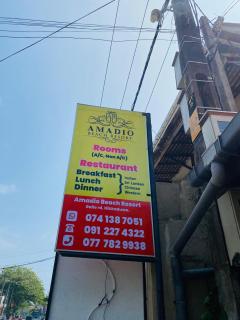 AMADIO
BEACH RESORT
Rooms
(A/C, Non A/C)
Restaurant
Breakfast
Lunch
Dinner
Italian
Sri Lankan
Chinese
Western
Amadio Beach Resort
074 138 7051
091 227 4322
077 782 9938